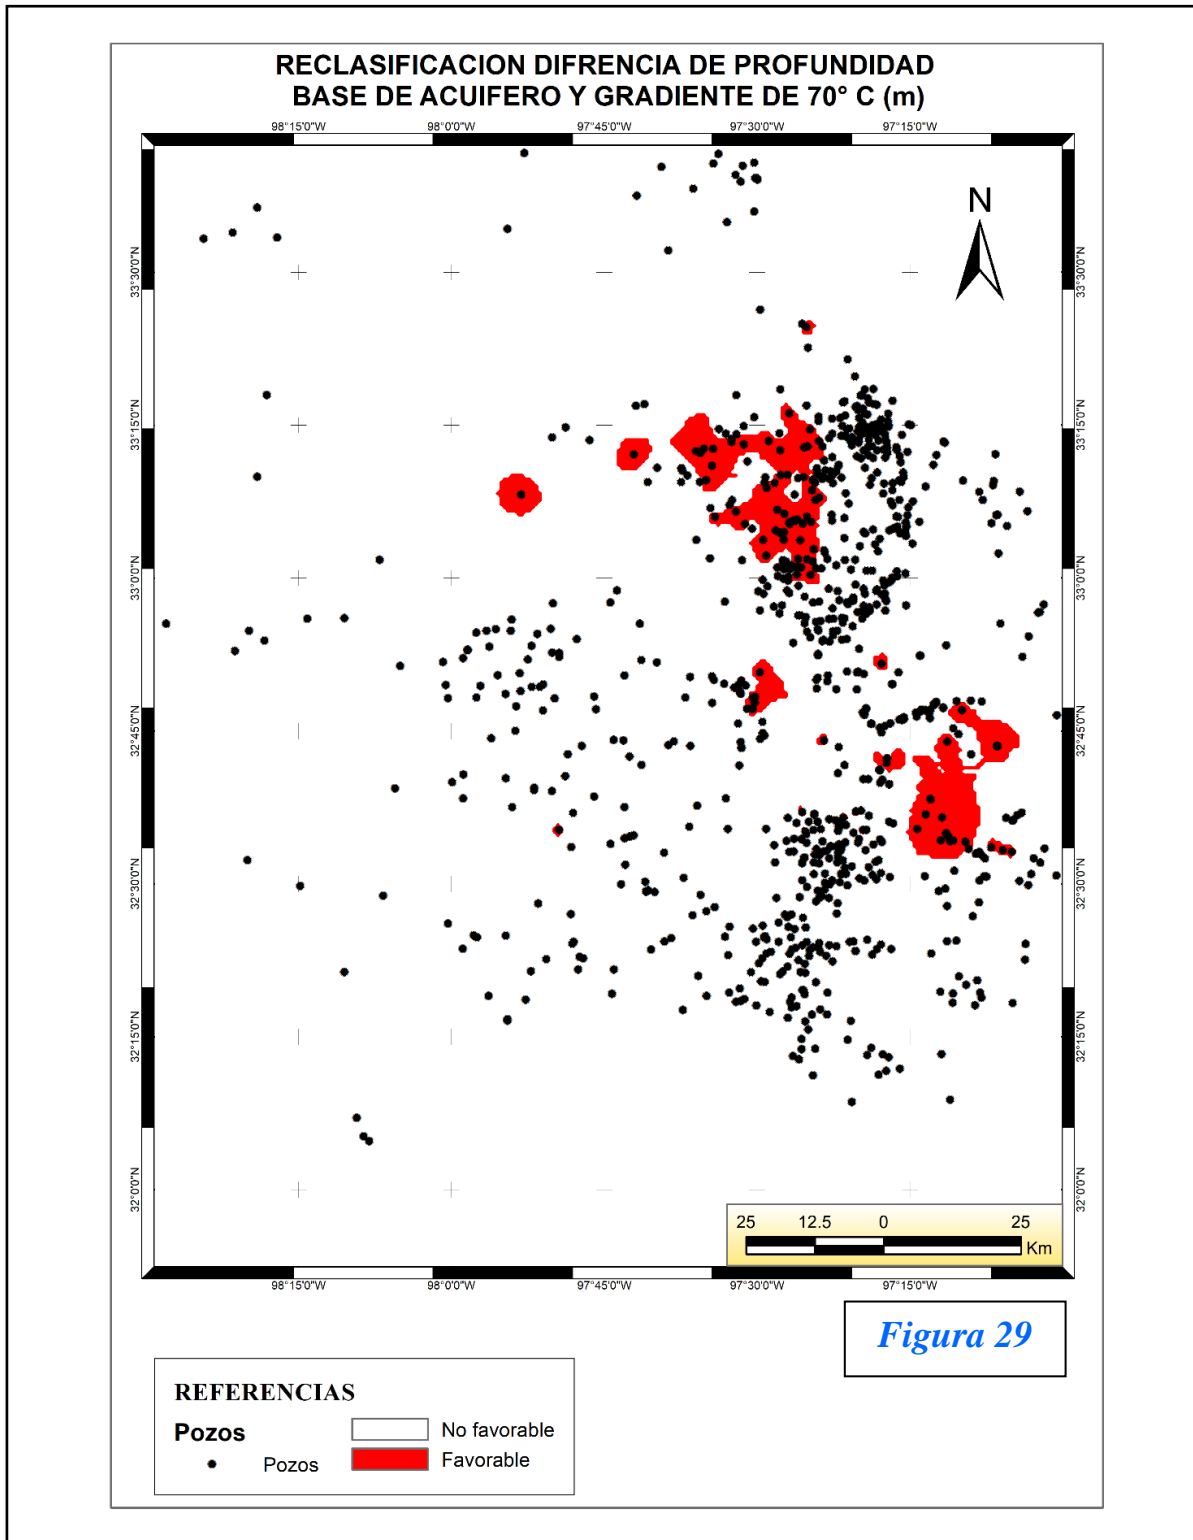 RECLASIFICACION DIFRENCIA DE PROFUNDIDAD
BASE DE ACUIFERO Y GRADIENTE DE 70° C (m)
98°15'0"W 98°0'0"W 97°45'0"W 97°30'0"W 97°15'0"W
N
33°30'0"N 33°30'0"N
33°15'0"N 33°15'0"N
33°0'0"N 33°0'0"N
32°45'0"N 32°45'0"N
32°30'0"N 32°30'0"N
32°15'0"N 32°15'0"N
32°0'0"N 32°0'0"N
25 12.5 0 25
Km
98°15'0"W 98°0'0"W 97°45'0"W 97°30'0"W 97°15'0"W
Figura 29
REFERENCIAS
Pozos
Pozos
No favorable
Favorable